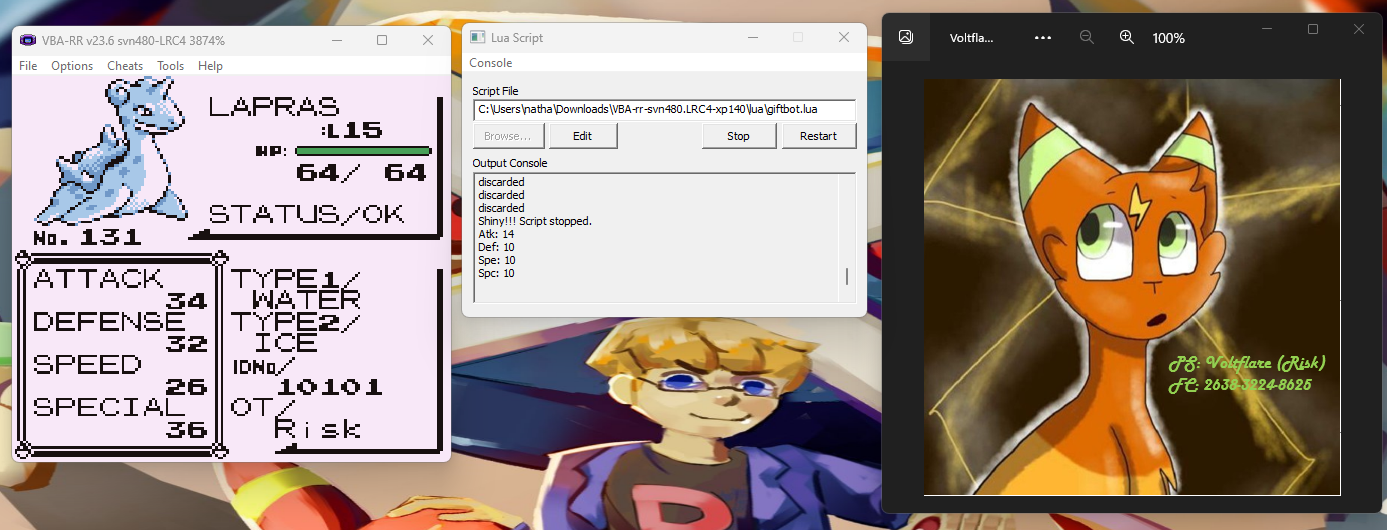 VBA-RR v23.6 svn480-LRC4 3874%
File Options Cheats Tools Help
LAPRAS
:L15
HP:
64/ 64
STATUS/OK
No. 131
ATTACK
34
DEFENSE
32
SPEED
26
SPECIAL
36
TYPE1/
WATER
TYPE2/
ICE
IDNo/
10101
OT/
Risk
Lua Script
Console
Script File
C:\Users\natha\Downloads\VBA-rr-svn480.LRC4-xp140\lua\giftbot.lua
Browse... Edit Stop Restart
Output Console
discarded
discarded
discarded
Shiny!!! Script stopped.
Atk: 14
Def: 10
Spe: 10
Spc: 10
D
Voltfla... ••• 100%
PS: Voltflare (Risk)
FC: 2638-3224-8625